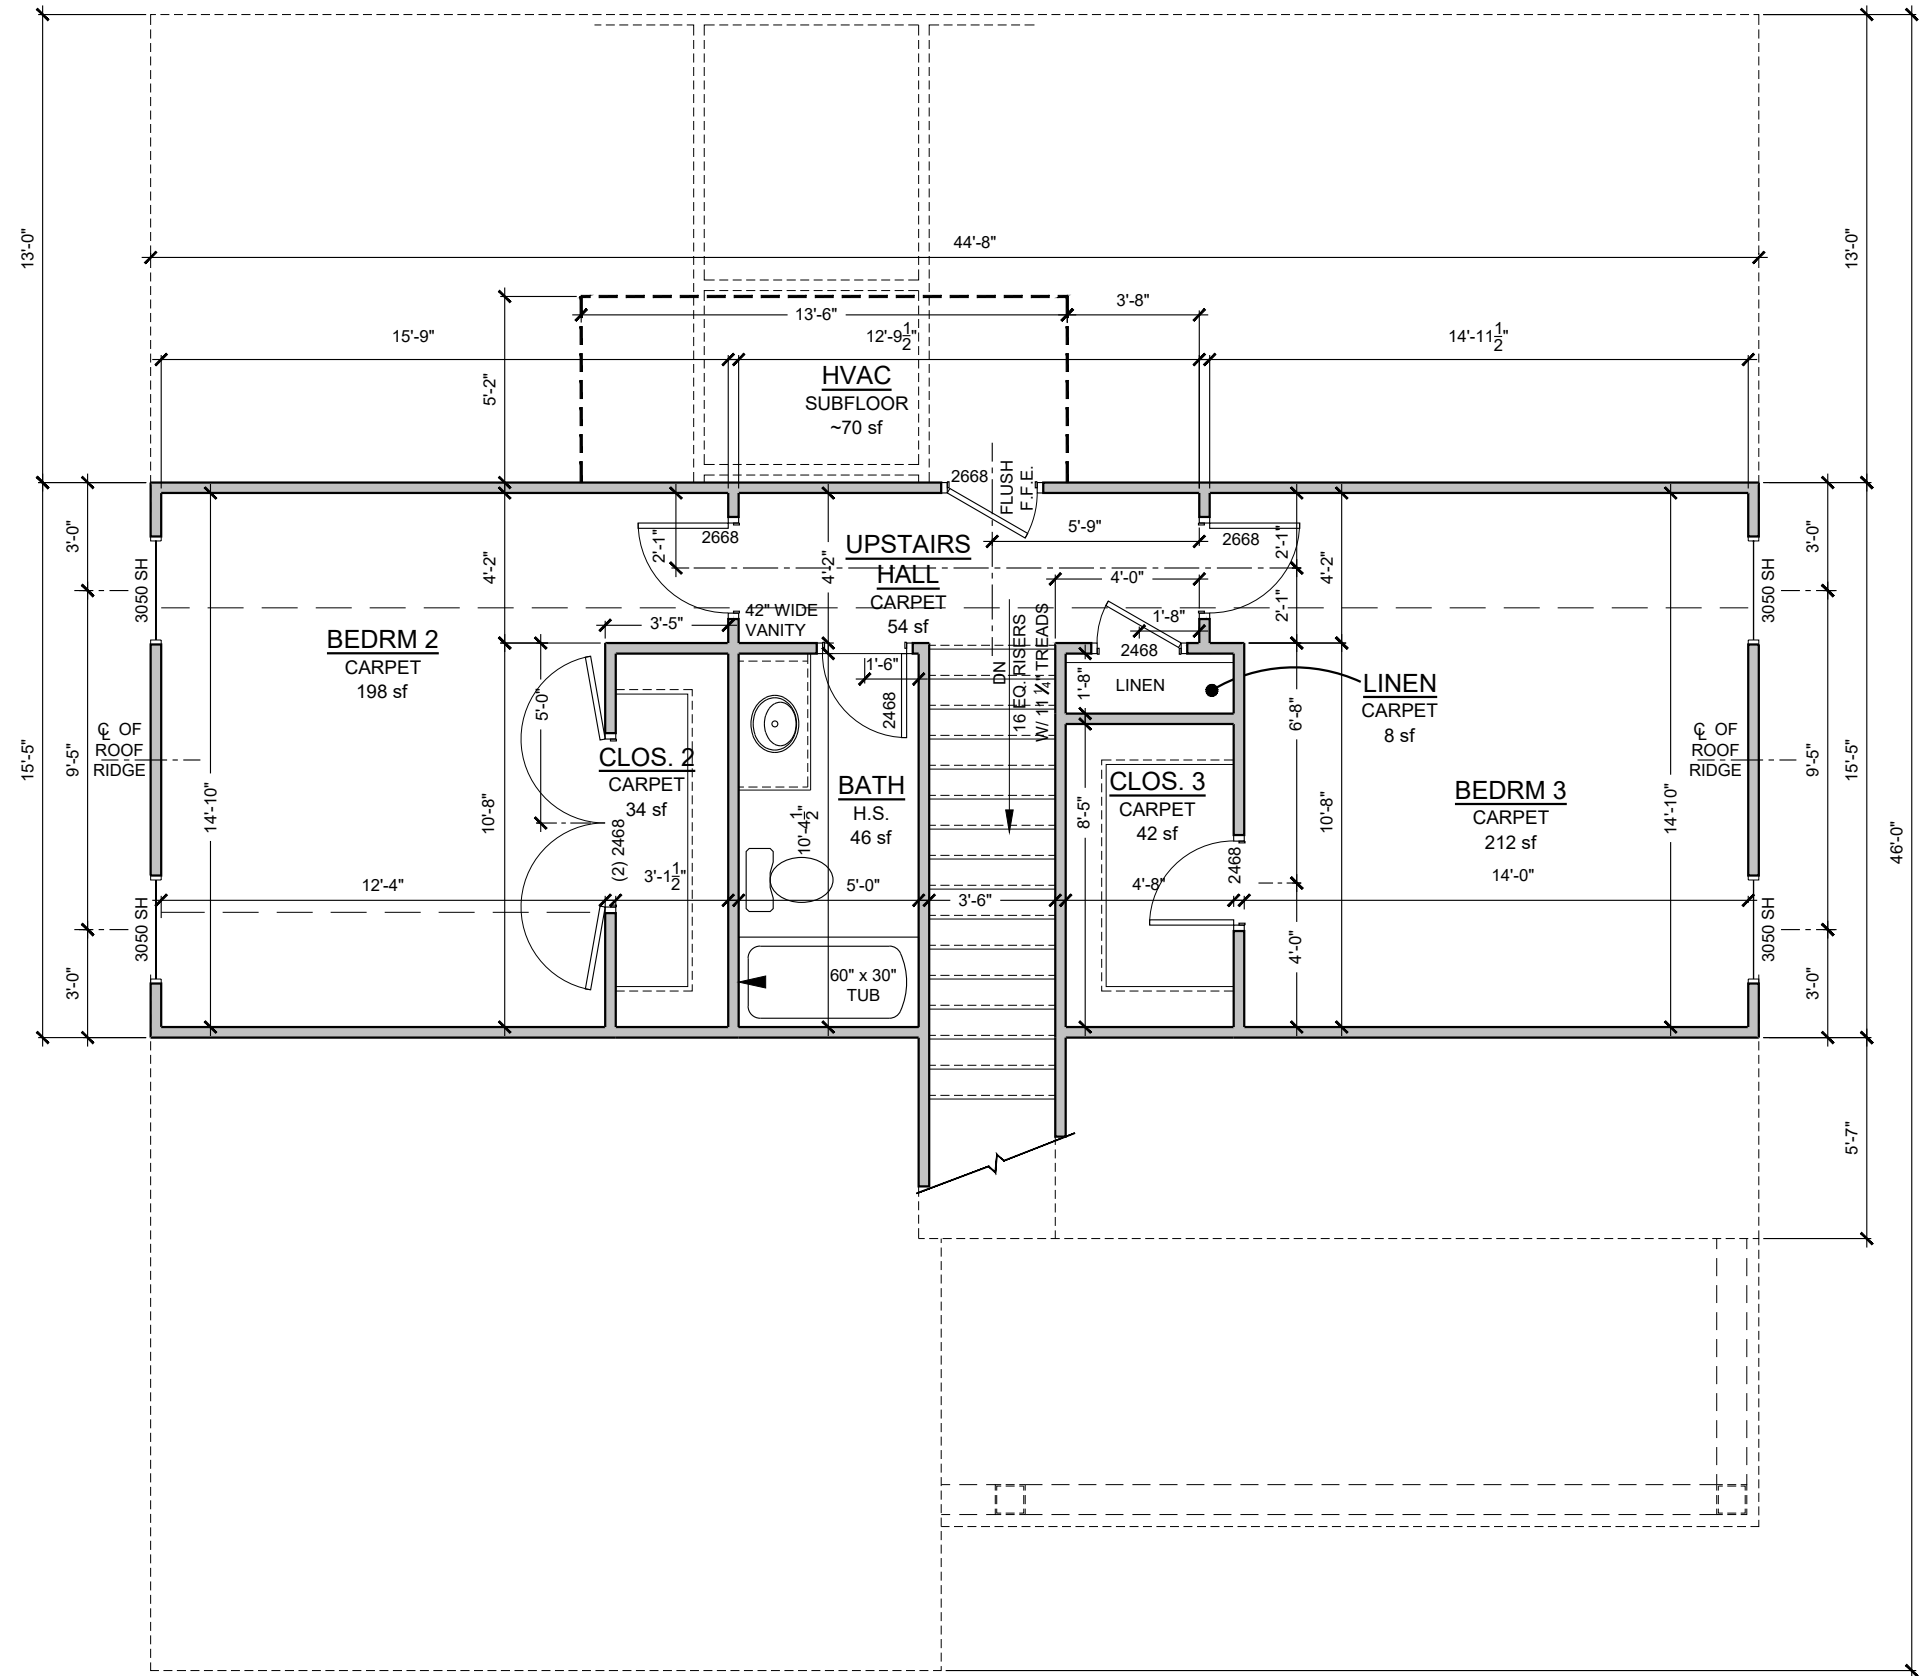 13'-0"
13'-0"
44'-8"
13'-6"
3'-8"
15'-9"
12'-9 1/2"
14'-11 1/2"
5'-2"
HVAC
SUBFLOOR
~70 sf
2668
FLUSH
F.F.E.
5'-9"
3'-0"
3050 SH
4'-2"
2'-1"
2668
4'-2"
UPSTAIRS
HALL
CARPET
54 sf
4'-0"
1'-8"
2668
2'-1"
2'-1"
4'-2"
3050 SH
3'-0"
BEDRM 2
CARPET
198 sf
3'-5"
42" WIDE
VANITY
1'-6"
2468
DN
16 EQ. RISERS
W/ 11 ¼" TREADS
2468
1'-8"
LINEN
LINEN
CARPET
8 sf
6'-8"
5'-0"
15'-5"
9'-5"
℄ OF
ROOF
RIDGE
14'-10"
10'-8"
CLOS. 2
CARPET
34 sf
(2) 2468
3'-1 1/2"
BATH
H.S.
46 sf
10'-4 1/2"
8'-5"
CLOS. 3
CARPET
42 sf
2468
10'-8"
BEDRM 3
CARPET
212 sf
14'-10"
℄ OF
ROOF
RIDGE
9'-5"
15'-5"
46'-0"
12'-4"
5'-0"
3'-6"
4'-8"
14'-0"
3050 SH
3'-0"
60" x 30"
TUB
4'-0"
3050 SH
3'-0"
5'-7"